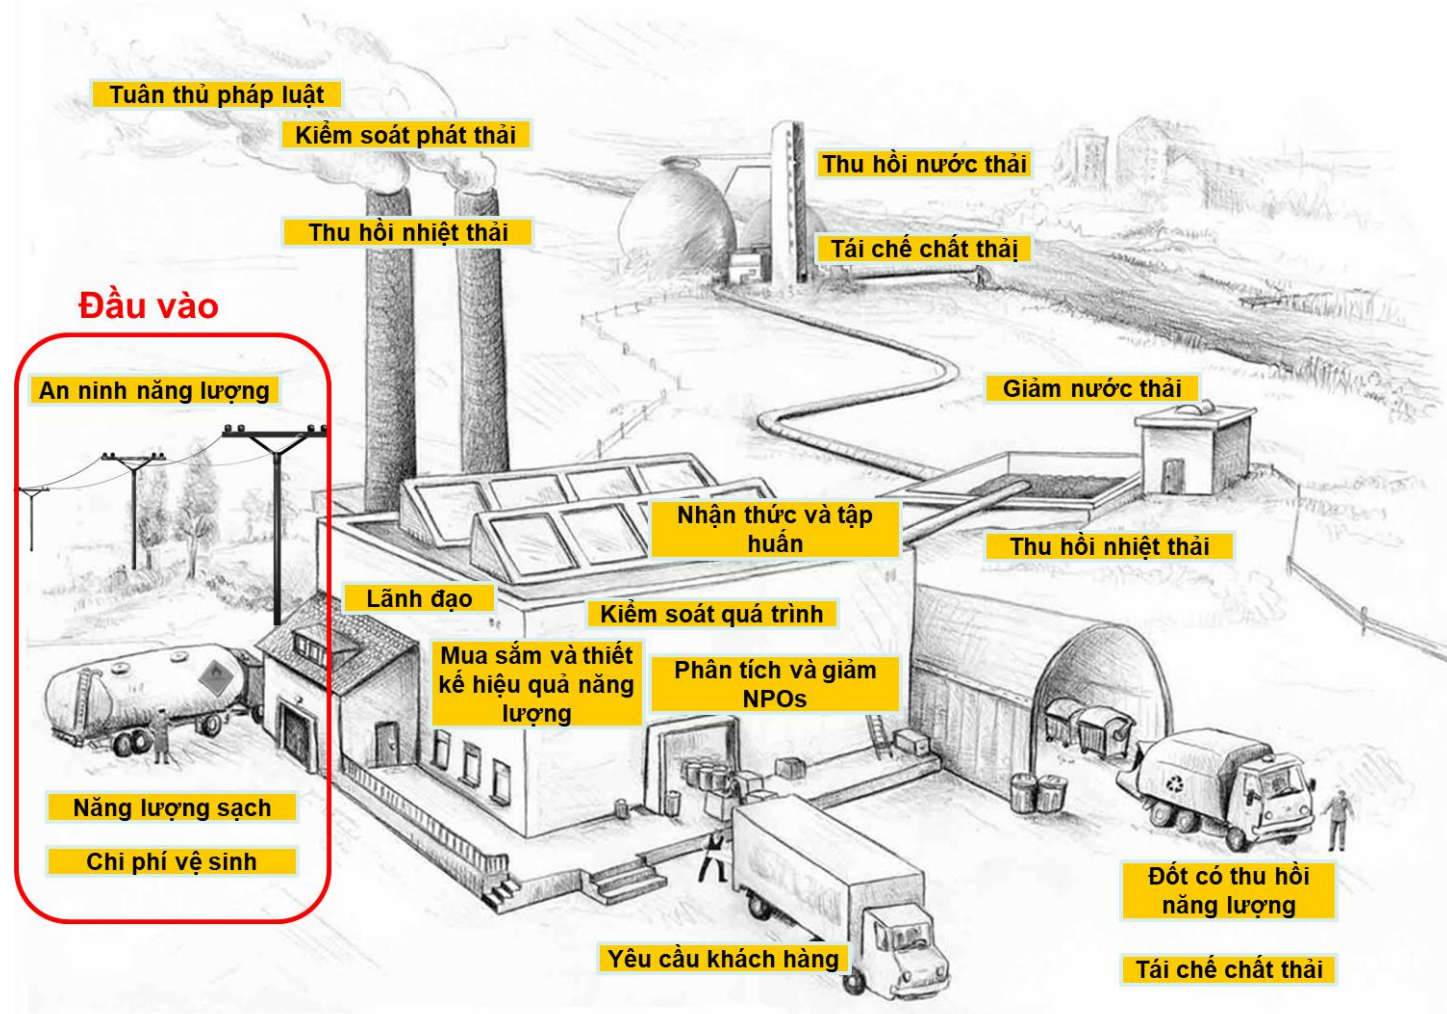 Tuân thủ pháp luật
Kiểm soát phát thải
Thu hồi nước thải
Thu hồi nhiệt thải
Tái chế chất thải
Đầu vào
An ninh năng lượng
Giảm nước thải
Nhận thức và tập
huấn
Thu hồi nhiệt thải
Lãnh đạo
Kiểm soát quá trình
Mua sắm và thiết
kế hiệu quả năng
lượng
Phân tích và giảm
NPOs
Năng lượng sạch
Chi phí vệ sinh
Đốt có thu hồi
năng lượng
Yêu cầu khách hàng
Tái chế chất thải